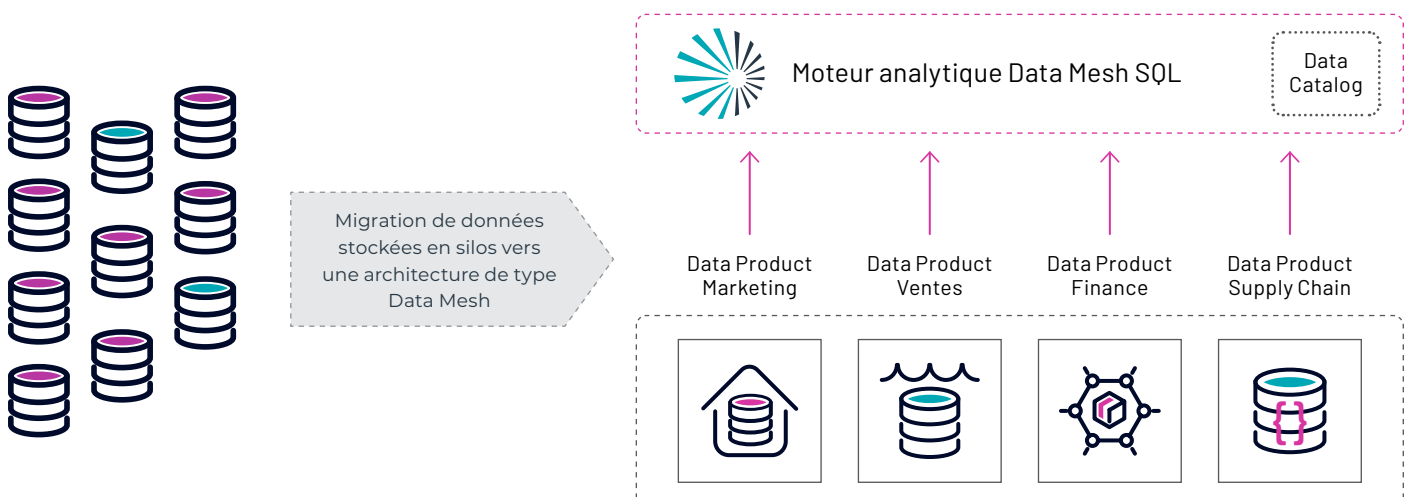 Moteur analytique Data Mesh SQL
Data
Catalog
Migration de données
stockées en silos vers
une architecture de type
Data Mesh
Data Product
Marketing
Data Product
Ventes
Data Product
Finance
Data Product
Supply Chain
{ }